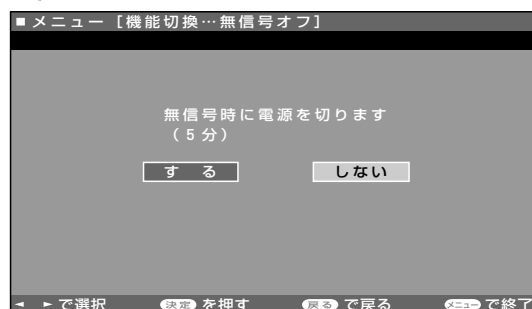 ■メニュー [機能切換…無信号オフ]
無信号時に電源を切ります
(5分)
する しない
◄ ►で選択 決定を押す 戻るで戻る メニューで終了